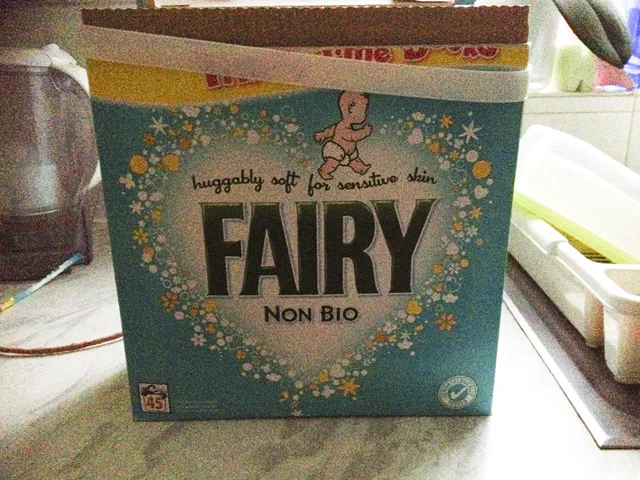 huggably soft for sensitive skin
FAIRY
NON BIO
45